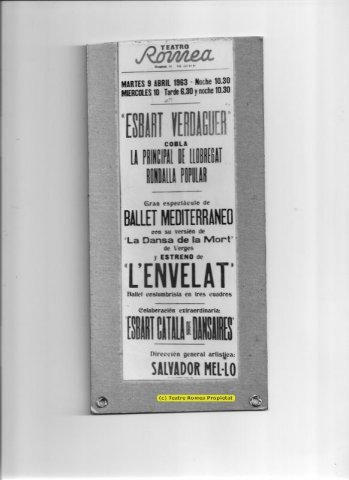 TEATRO
Romea
MARTES 9 ABRIL 1963 - Noche 10.30
MIERCOLES 10 Tarde 6.30 y noche 10.30
"ESBART VERDAGUER"
COBLA
LA PRINCIPAL DE LLOBREGAT
RONDALLA POPULAR
Gran espectáculo de
BALLET MEDITERRANEO
con su versión de
"La Dansa de la Mort"
de Verges
y ESTRENO de
"L'ENVELAT"
Ballet costumbrista en tres cuadros
Colaboración extraordinaria:
ESBART CATALA DE DANSAIRES
Dirección general artística:
SALVADOR MEL-LO
(c) Teatre Romea Propietat